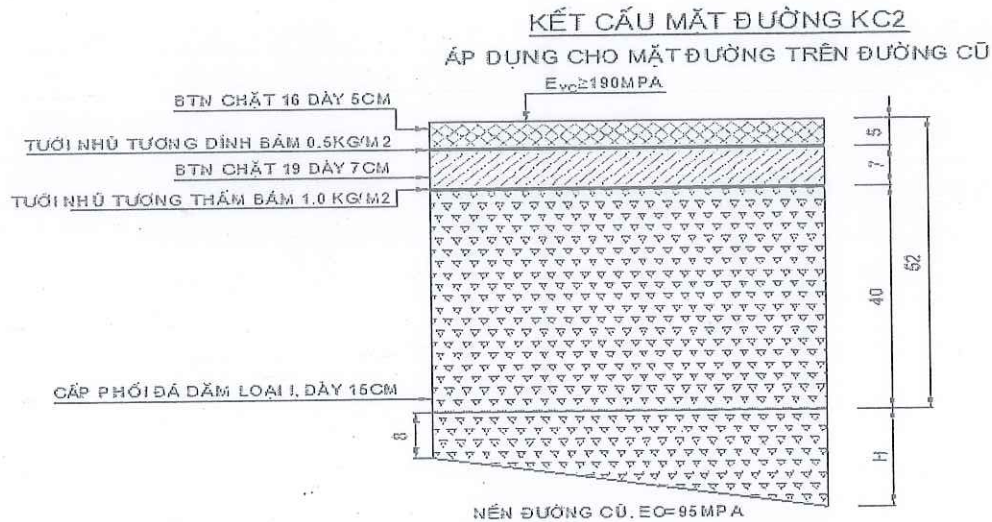 KẾT CẤU MẶT ĐƯỜNG KC2
ÁP DỤNG CHO MẶT ĐƯỜNG TRÊN ĐƯỜNG CŨ
Eyc≥190MPA
BTN CHẶT 16 DÀY 5CM
TƯỚI NHŨ TƯƠNG DÍNH BÁM 0.5KG/M2
BTN CHẶT 19 DÀY 7CM
TƯỚI NHŨ TƯƠNG THẤM BÁM 1.0 KG/M2
5
7
40
52
CẤP PHỐI ĐÁ DĂM LOẠI I, DÀY 15CM
8
H
NỀN ĐƯỜNG CŨ, EO=95MPA